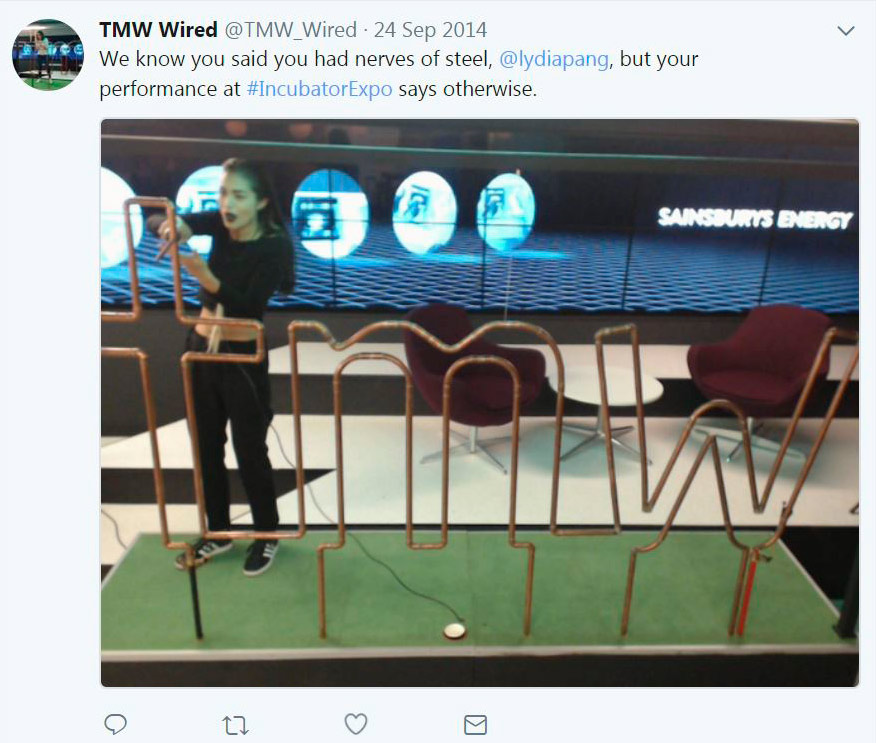 TMW Wired @TMW_Wired · 24 Sep 2014
We know you said you had nerves of steel, @lydiapang, but your
performance at #IncubatorExpo says otherwise.
SAINSBURYS ENERGY
tmw